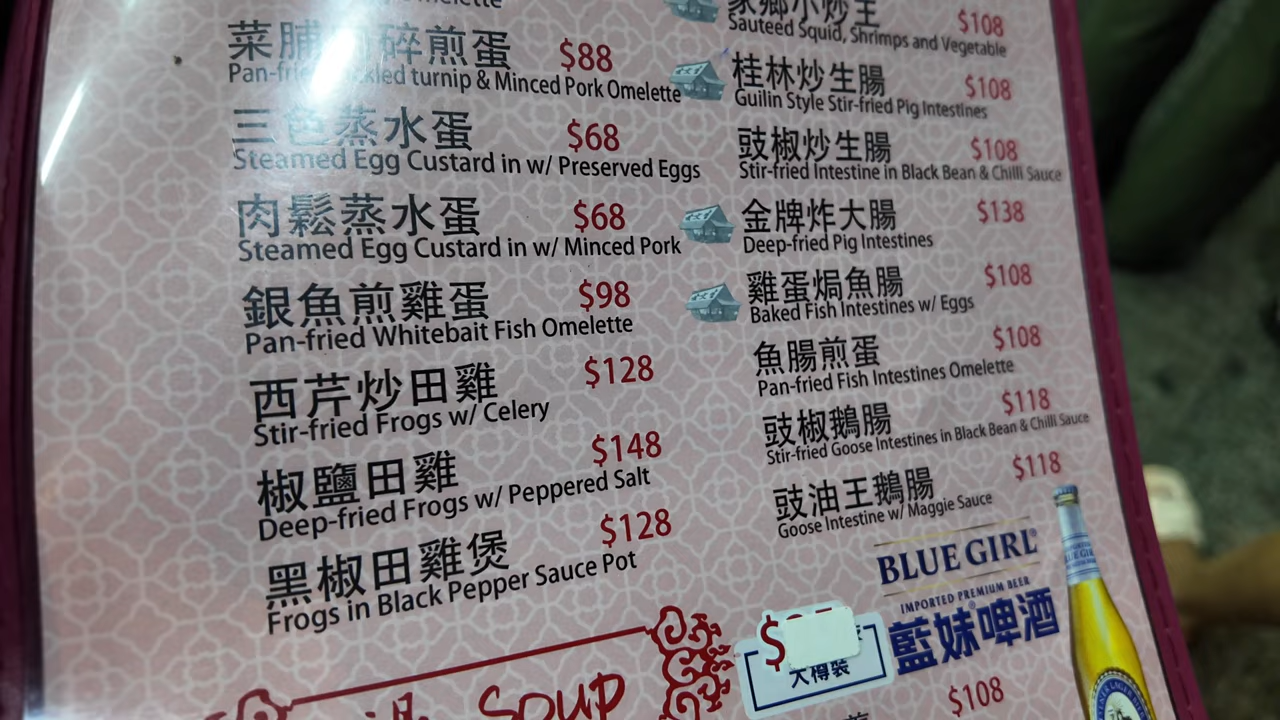 菜脯 碎煎蛋 $88
Pan-fried turnip & Minced Pork Omelette
三色蒸水蛋 $68
Steamed Egg Custard in w/ Preserved Eggs
肉鬆蒸水蛋 $68
Steamed Egg Custard in w/ Minced Pork
銀魚煎雞蛋 $98
Pan-fried Whitebait Fish Omelette
西芹炒田雞 $128
Stir-fried Frogs w/ Celery
椒鹽田雞 $148
Deep-fried Frogs w/ Peppered Salt
黑椒田雞煲 $128
Frogs in Black Pepper Sauce Pot
SOUP
家鄉小炒王 $108
Sauteed Squid, Shrimps and Vegetable
桂林炒生腸 $108
Guilin Style Stir-fried Pig Intestines
豉椒炒生腸 $108
Stir-fried Intestine in Black Bean & Chilli Sauce
金牌炸大腸 $138
Deep-fried Pig Intestines
雞蛋焗魚腸 $108
Baked Fish Intestines w/ Eggs
魚腸煎蛋 $108
Pan-fried Fish Intestines Omelette
豉椒鵝腸 $118
Stir-fried Goose Intestines in Black Bean & Chilli Sauce
豉油王鵝腸 $118
Goose Intestine w/ Maggie Sauce
BLUE GIRL®
IMPORTED PREMIUM BEER
藍妹啤酒®
$
大樽裝
$108